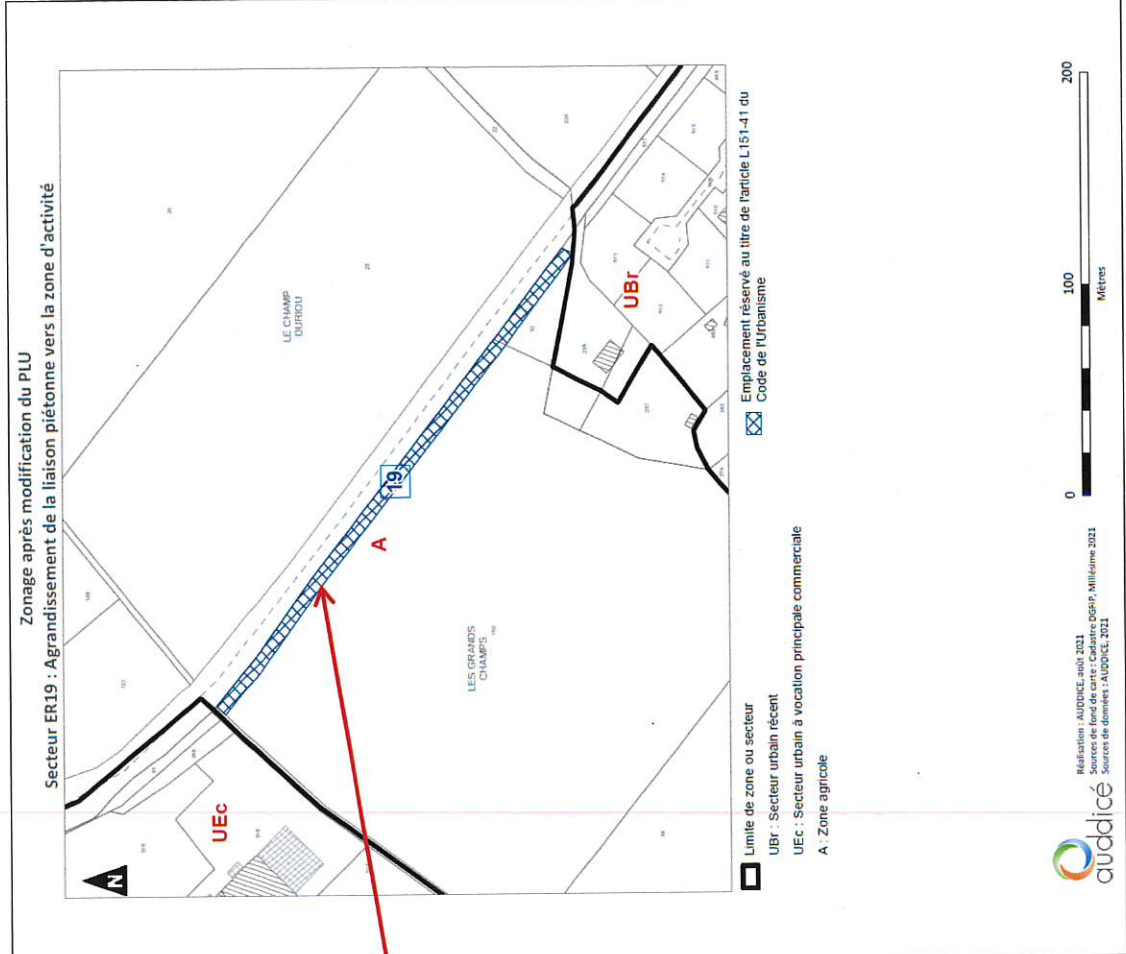 Zonage après modification du PLU
Secteur ER19 : Agrandissement de la liaison piétonne vers la zone d'activité
N
UEc
LE CHAMP
DURIOU
19
A
LES GRANDS
CHAMPS
UBr
Limite de zone ou secteur
UBr : Secteur urbain récent
UEc : Secteur urbain à vocation principale commerciale
A : Zone agricole
Emplacement réservé au titre de l'article L151-41 du
Code de l'Urbanisme
auddicé
Réalisation : AUDDICE, août 2021
Sources de fond de carte : Cadastre DGFIP, Millésime 2021
Sources de données : AUDDICE, 2021
0
100
200
Mètres